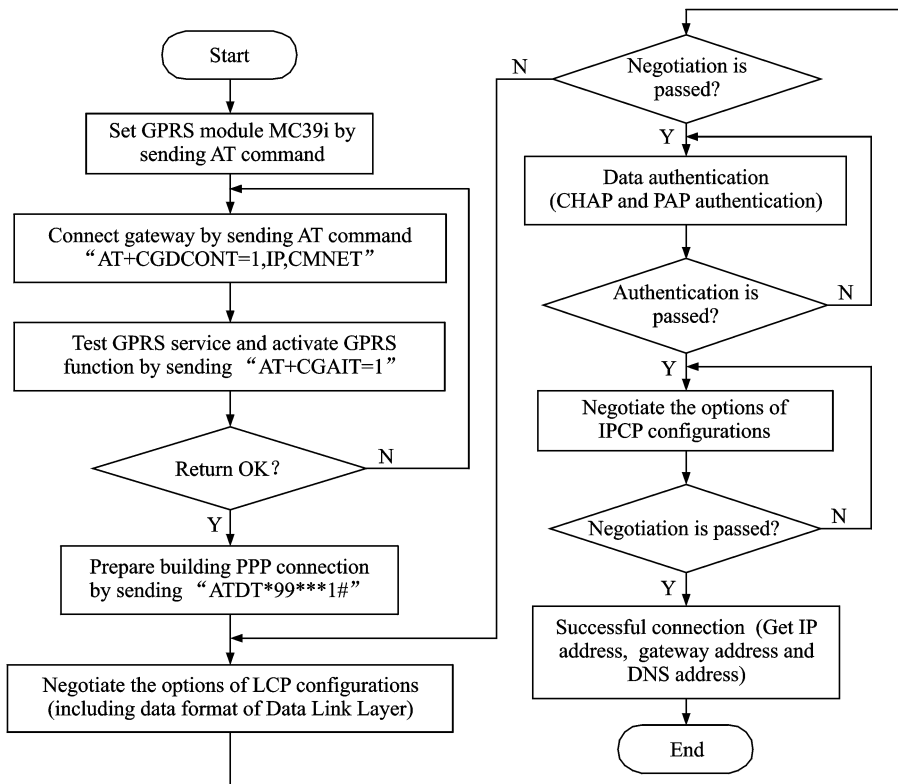 Start
Set GPRS module MC39i by
sending AT command
Connect gateway by sending AT command
“AT+CGDCONT=1,IP,CMNET”
Test GPRS service and activate GPRS
function by sending “AT+CGAIT=1”
Return OK?
N
Y
Prepare building PPP connection
by sending “ATDT*99***1#”
Negotiate the options of LCP configurations
(including data format of Data Link Layer)
Negotiation is
passed?
N
Y
Data authentication
(CHAP and PAP authentication)
Authentication is
passed?
N
Y
Negotiate the options of
IPCP configurations
Negotiation is passed?
N
Y
Successful connection (Get IP
address, gateway address and
DNS address)
End